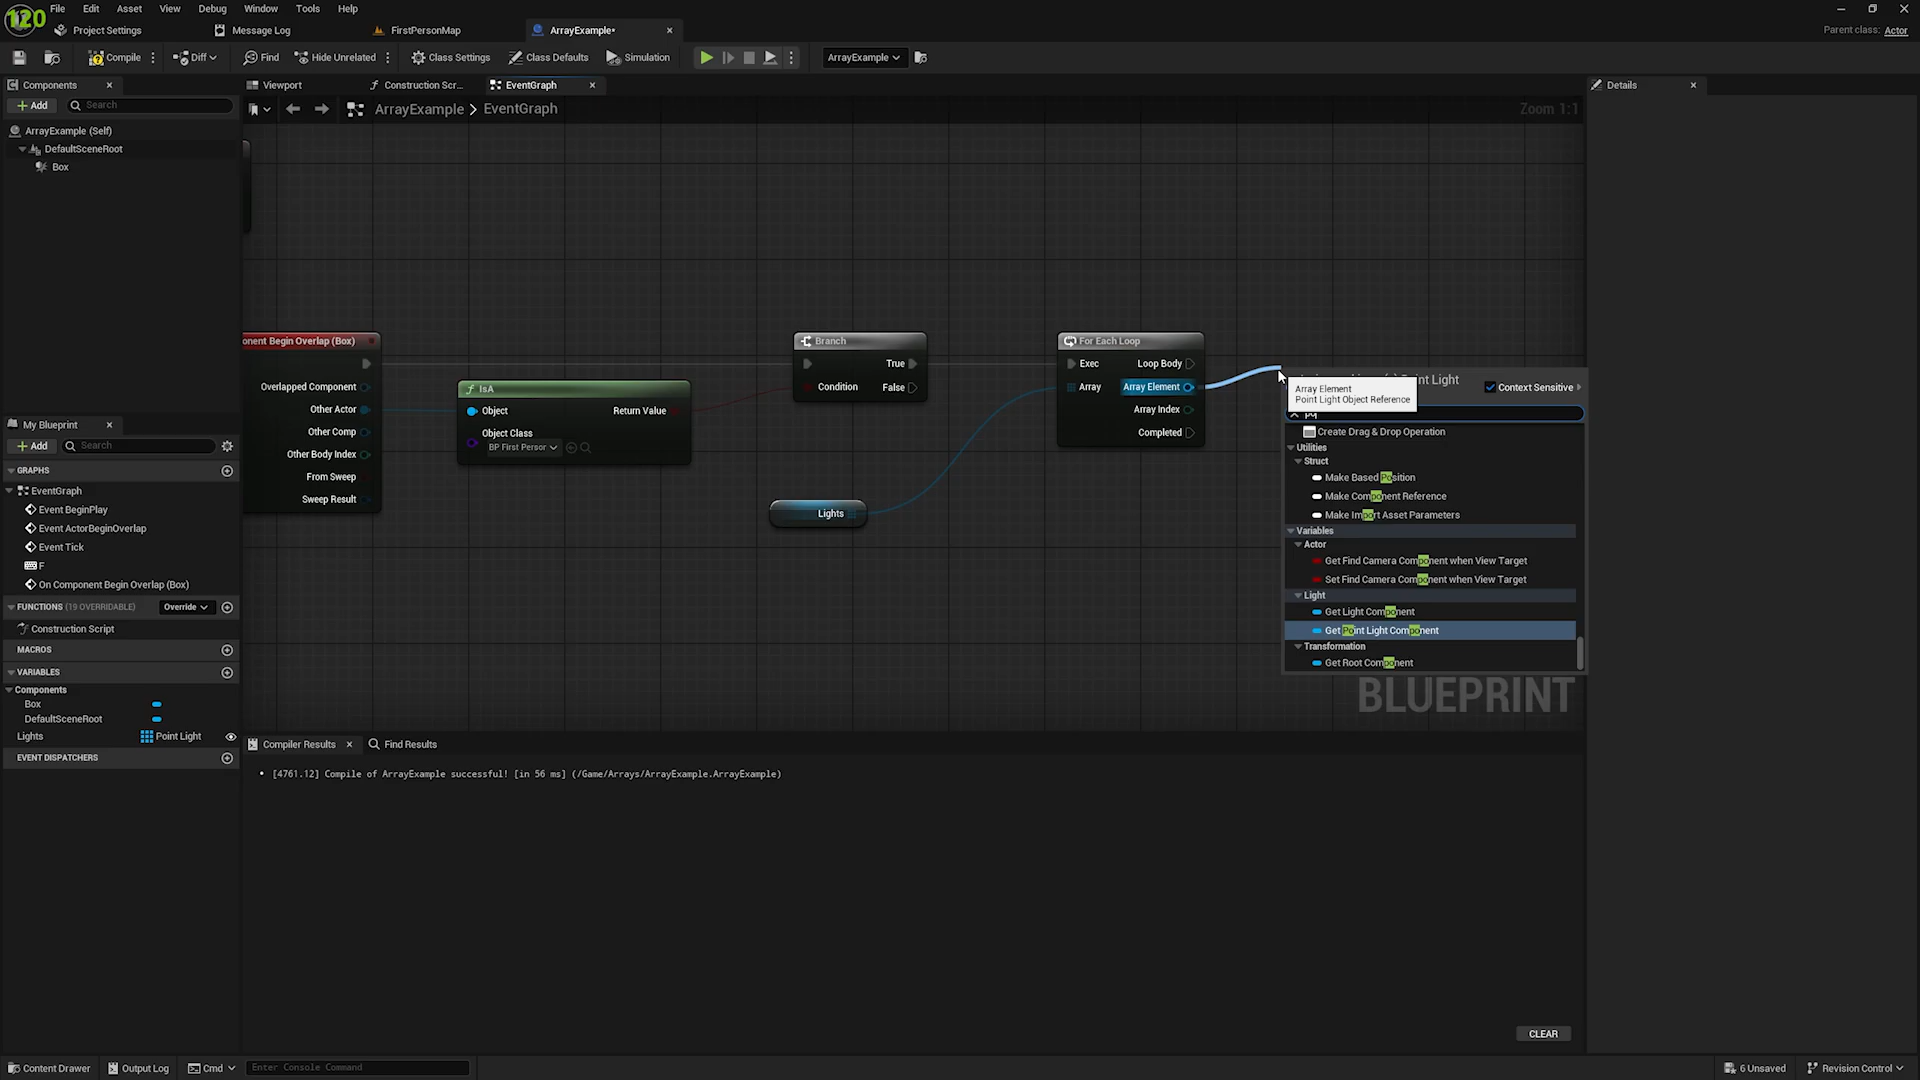 120
File Edit Asset View Debug Window Tools Help
Project Settings
Message Log
FirstPersonMap
ArrayExample•
Parent class: Actor
Compile
Diff
Find
Hide Unrelated
Class Settings
Class Defaults
Simulation
ArrayExample
Components
Viewport
Construction Scr...
EventGraph
Details
Add
Search
ArrayExample > EventGraph
Zoom 1:1
ArrayExample (Self)
DefaultSceneRoot
Box
onent Begin Overlap (Box)
Overlapped Component
Other Actor
Other Comp
Other Body Index
From Sweep
Sweep Result
IsA
Object
Return Value
Object Class
BP First Person
Branch
True
Condition
False
For Each Loop
Exec
Loop Body
Array
Array Element
Array Index
Completed
Lights
Point Light
Context Sensitive
Array Element
Point Light Object Reference
Create Drag & Drop Operation
Utilities
Struct
Make Based Position
Make Component Reference
Make Import Asset Parameters
Variables
Actor
Get Find Camera Component when View Target
Set Find Camera Component when View Target
Light
Get Light Component
Get Point Light Component
Transformation
Get Root Component
BLUEPRINT
My Blueprint
Add
Search
GRAPHS
EventGraph
Event BeginPlay
Event ActorBeginOverlap
Event Tick
F
On Component Begin Overlap (Box)
FUNCTIONS (19 OVERRIDABLE)
Override
Construction Script
MACROS
VARIABLES
Components
Box
DefaultSceneRoot
Lights
Point Light
EVENT DISPATCHERS
Compiler Results
Find Results
• [4761.12] Compile of ArrayExample successful! [in 56 ms] (/Game/Arrays/ArrayExample.ArrayExample)
CLEAR
Content Drawer
Output Log
Cmd
Enter Console Command
6 Unsaved
Revision Control